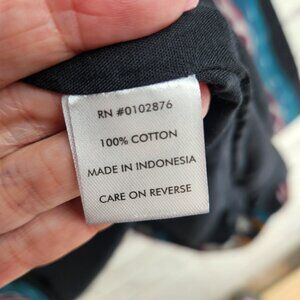 RN #0102876
100% COTTON
MADE IN INDONESIA
CARE ON REVERSE